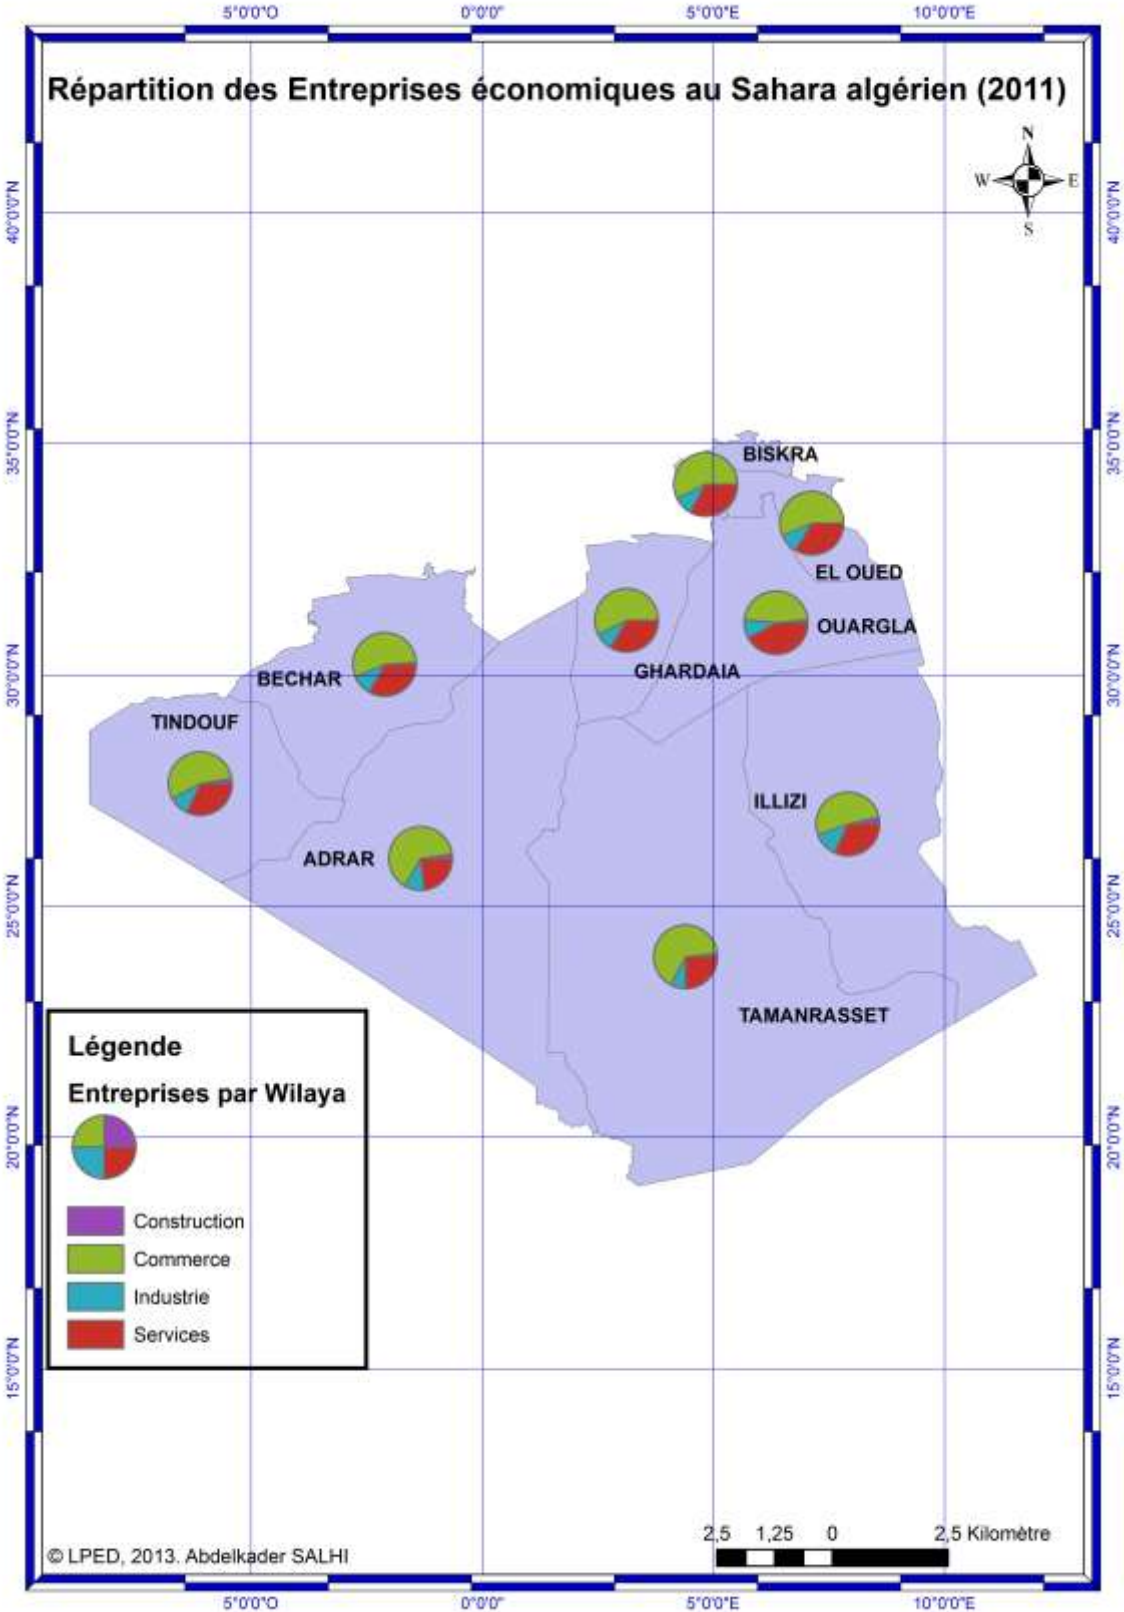 5°0'0"O 0°0'0" 5°0'0"E 10°0'0"E
Répartition des Entreprises économiques au Sahara algérien (2011)
N
W E
S
40°0'0"N 40°0'0"N
35°0'0"N 35°0'0"N
BISKRA
EL OUED
OUARGLA
GHARDAIA
30°0'0"N 30°0'0"N
BECHAR
TINDOUF
ILLIZI
ADRAR
25°0'0"N 25°0'0"N
TAMANRASSET
Légende
Entreprises par Wilaya
20°0'0"N 20°0'0"N
Construction
Commerce
Industrie
Services
15°0'0"N 15°0'0"N
2,5 1,25 0 2,5 Kilomètre
© LPED, 2013. Abdelkader SALHI
5°0'0"O 0°0'0" 5°0'0"E 10°0'0"E